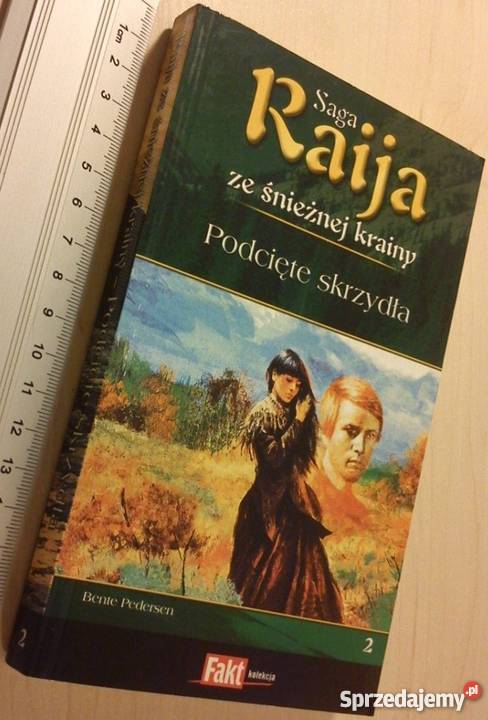 1cm 2 3 4 5 6 7 8 9 10 11 12 13
Saga
Raija
ze śnieżnej krainy
Podcięte skrzydła
Bente Pedersen
2
2
Fakt kolekcja
Sprzedajemy.pl